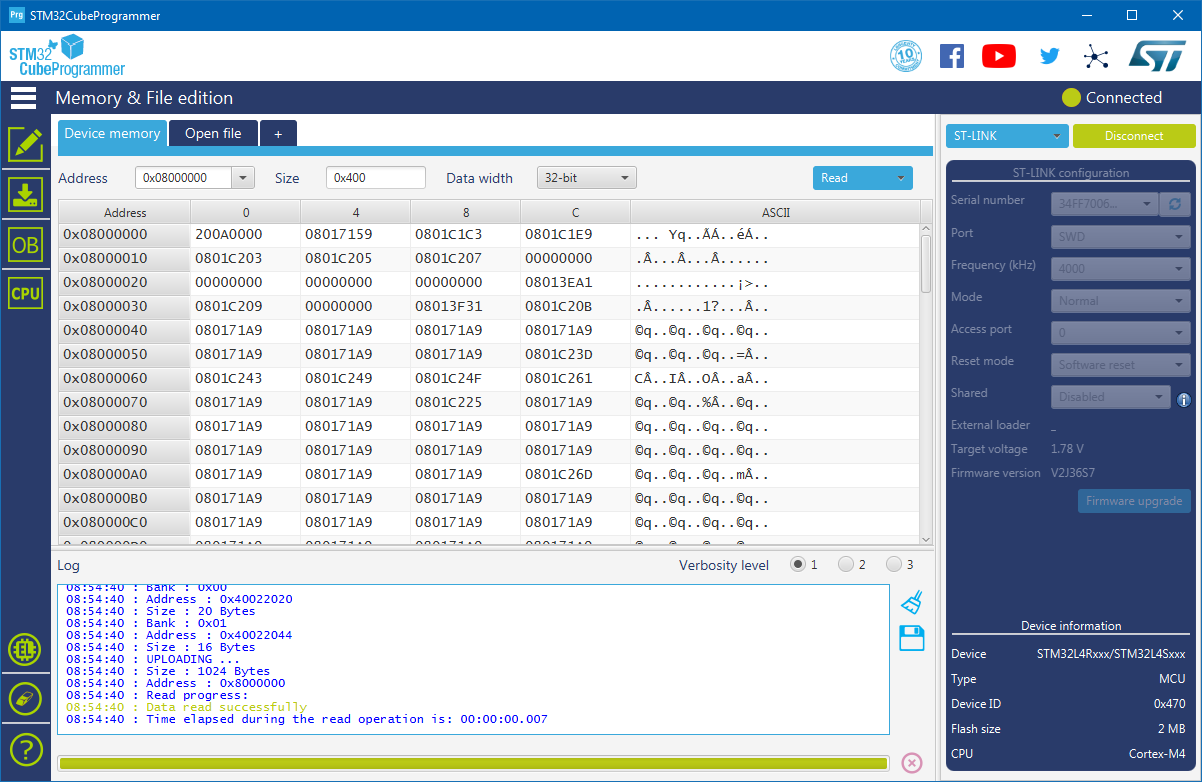 Prg STM32CubeProgrammer
STM32
CubeProgrammer
10 YEARS
ST
Memory & File edition
Connected
Device memory
Open file
+
ST-LINK
Disconnect
Address 0x08000000 Size 0x400 Data width 32-bit Read
Address 0 4 8 C ASCII
0x08000000 200A0000 08017159 0801C1C3 0801C1E9 ... Yq..ÃÁ..éÁ..
0x08000010 0801C203 0801C205 0801C207 00000000 .Â...Â...Â......
0x08000020 00000000 00000000 00000000 08013EA1 ............¡>..
0x08000030 0801C209 00000000 08013F31 0801C20B .Â......1?...Â..
0x08000040 080171A9 080171A9 080171A9 080171A9 ©q..©q..©q..©q..
0x08000050 080171A9 080171A9 080171A9 0801C23D ©q..©q..©q..=Â..
0x08000060 0801C243 0801C249 0801C24F 0801C261 CÂ..IÂ..OÂ..aÂ..
0x08000070 080171A9 080171A9 0801C225 080171A9 ©q..©q..%Â..©q..
0x08000080 080171A9 080171A9 080171A9 080171A9 ©q..©q..©q..©q..
0x08000090 080171A9 080171A9 080171A9 080171A9 ©q..©q..©q..©q..
0x080000A0 080171A9 080171A9 080171A9 0801C26D ©q..©q..©q..mÂ..
0x080000B0 080171A9 080171A9 080171A9 080171A9 ©q..©q..©q..©q..
0x080000C0 080171A9 080171A9 080171A9 080171A9 ©q..©q..©q..©q..
OB
CPU
ST-LINK configuration
Serial number 34FF7006...
Port SWD
Frequency (kHz) 4000
Mode Normal
Access port 0
Reset mode Software reset
Shared Disabled
External loader _
Target voltage 1.78 V
Firmware version V2J36S7
Firmware upgrade
Log
Verbosity level 1 2 3
08:54:40 : Bank : 0x00
08:54:40 : Address : 0x40022020
08:54:40 : Size : 20 Bytes
08:54:40 : Bank : 0x01
08:54:40 : Address : 0x40022044
08:54:40 : Size : 16 Bytes
08:54:40 : UPLOADING ...
08:54:40 : Size : 1024 Bytes
08:54:40 : Address : 0x8000000
08:54:40 : Read progress:
08:54:40 : Data read successfully
08:54:40 : Time elapsed during the read operation is: 00:00:00.007
Device information
Device STM32L4Rxxx/STM32L4Sxxx
Type MCU
Device ID 0x470
Flash size 2 MB
CPU Cortex-M4
?